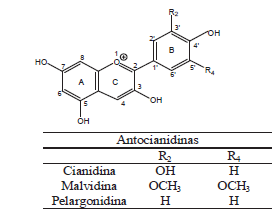 R2
3'
OH
2'
4'
8
1
B
HO
7
O
⊕
2
1'
5'
R4
A
C
6'
6
3
5
4
OH
OH
Antocianidinas
R2 R4
Cianidina OH H
Malvidina OCH3 OCH3
Pelargonidina H H